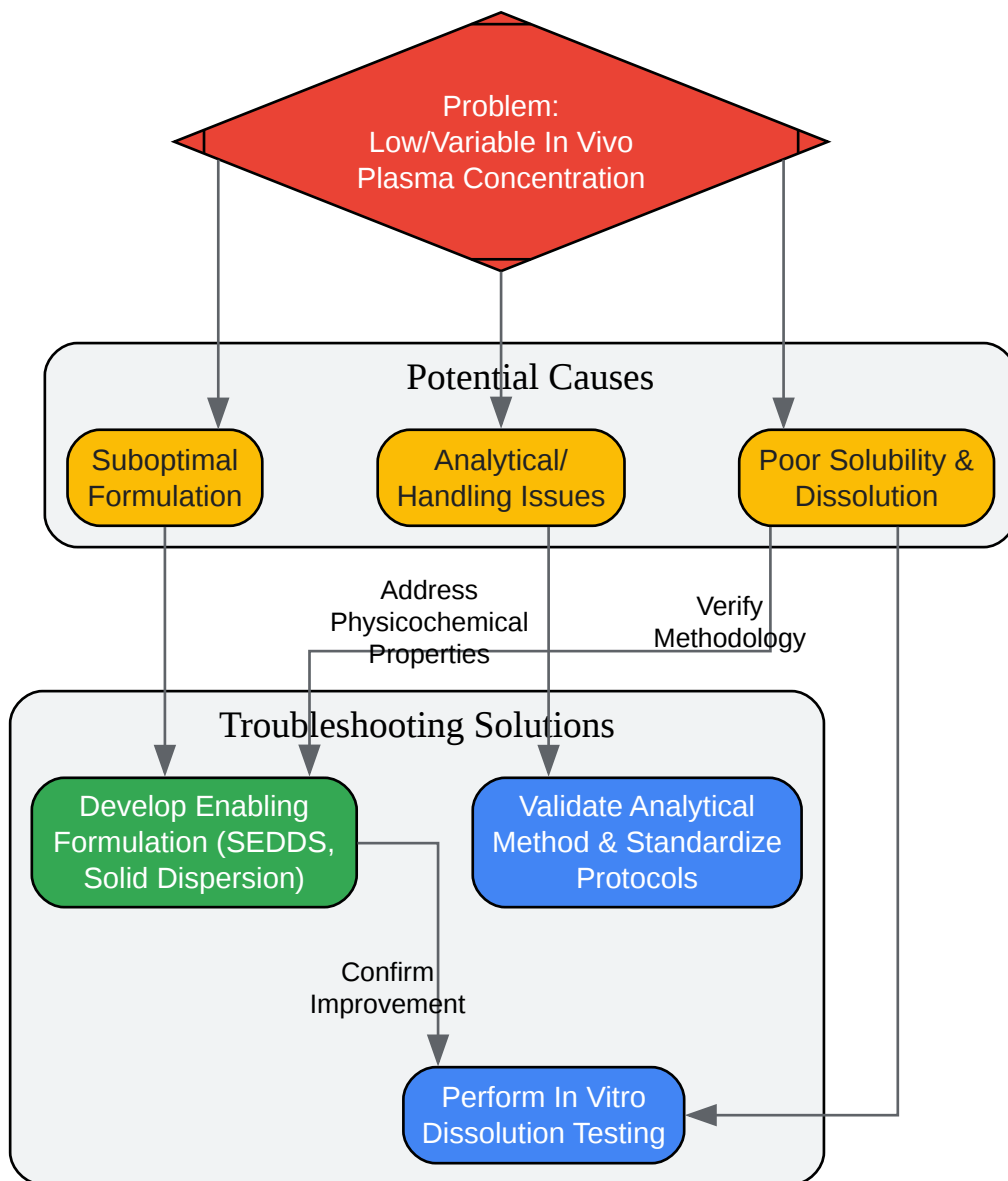 Problem:
Low/Variable In Vivo
Plasma Concentration
Potential Causes
Suboptimal
Formulation
Analytical/
Handling Issues
Poor Solubility &
Dissolution
Address
Physicochemical
Properties
Verify
Methodology
Troubleshooting Solutions
Develop Enabling
Formulation (SEDDS,
Solid Dispersion)
Validate Analytical
Method & Standardize
Protocols
Confirm
Improvement
Perform In Vitro
Dissolution Testing